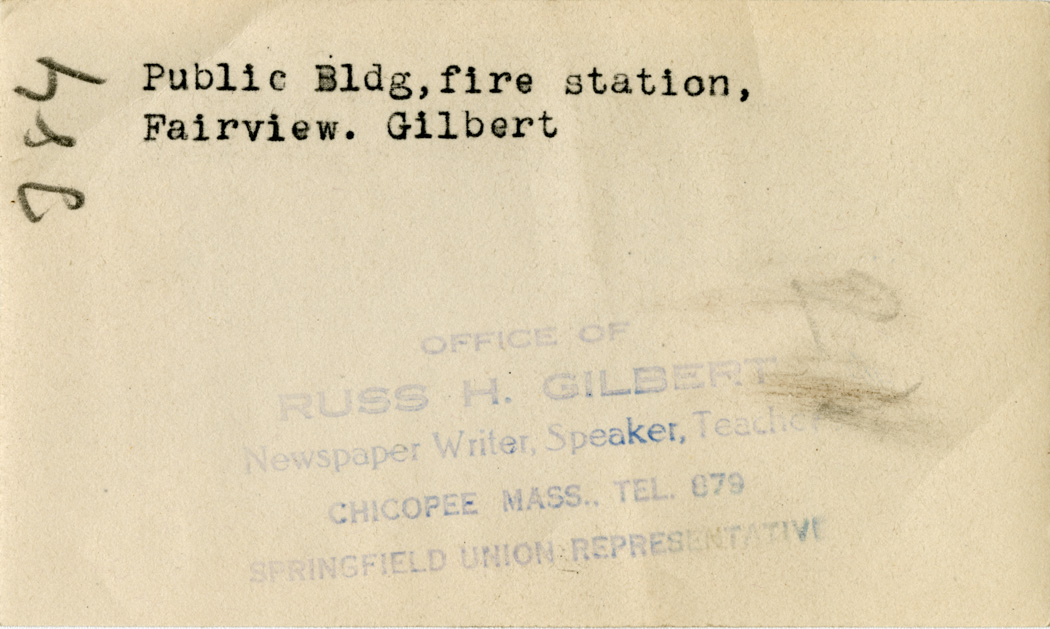 Public Bldg,fire station,
Fairview. Gilbert
OFFICE OF
RUSS H. GILBERT
Newspaper Writer, Speaker, Teacher
CHICOPEE MASS., TEL. 879
SPRINGFIELD UNION REPRESENTATIVE